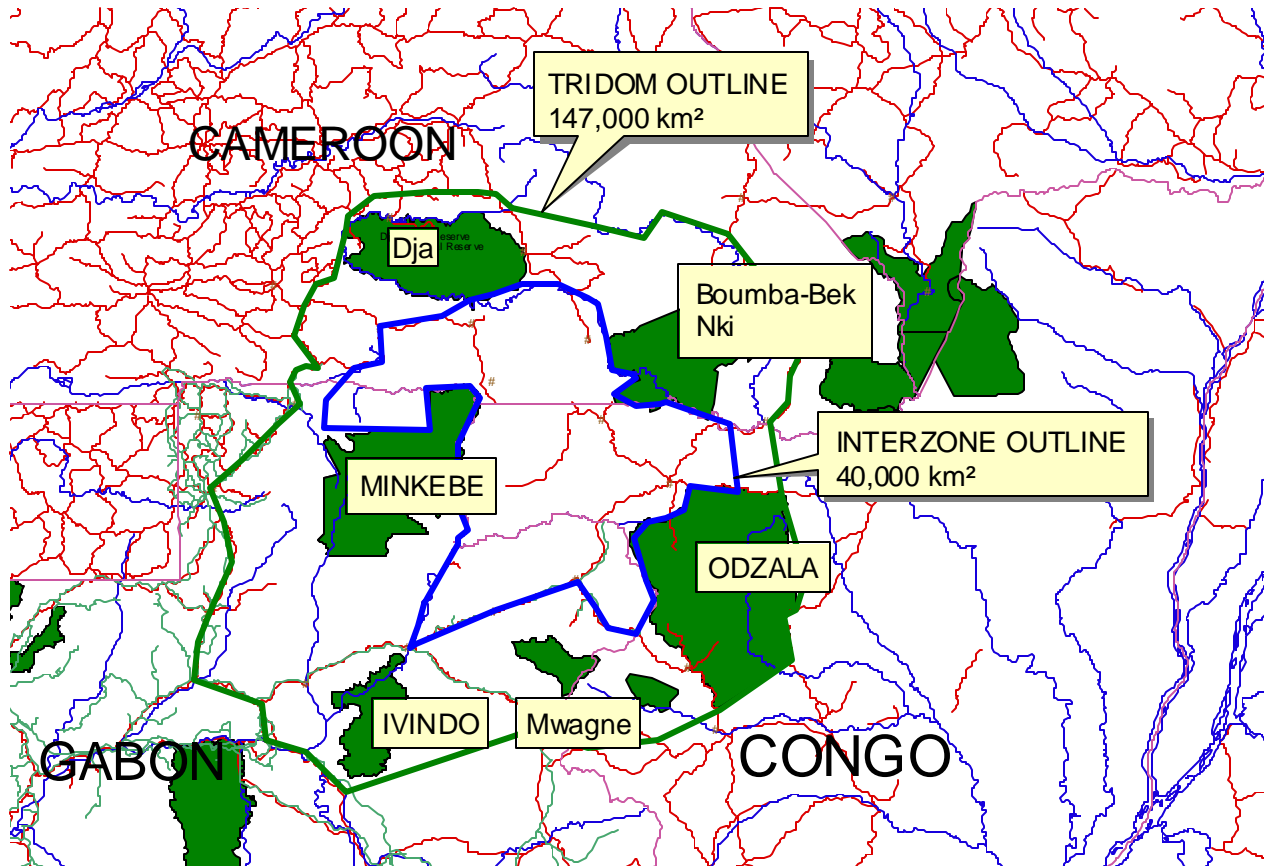 TRIDOM OUTLINE
147,000 km²
CAMEROON
Reserve
Dja
Boumba-Bek
Nki
INTERZONE OUTLINE
40,000 km²
MINKEBE
ODZALA
IVINDO
Mwagne
GABON
CONGO